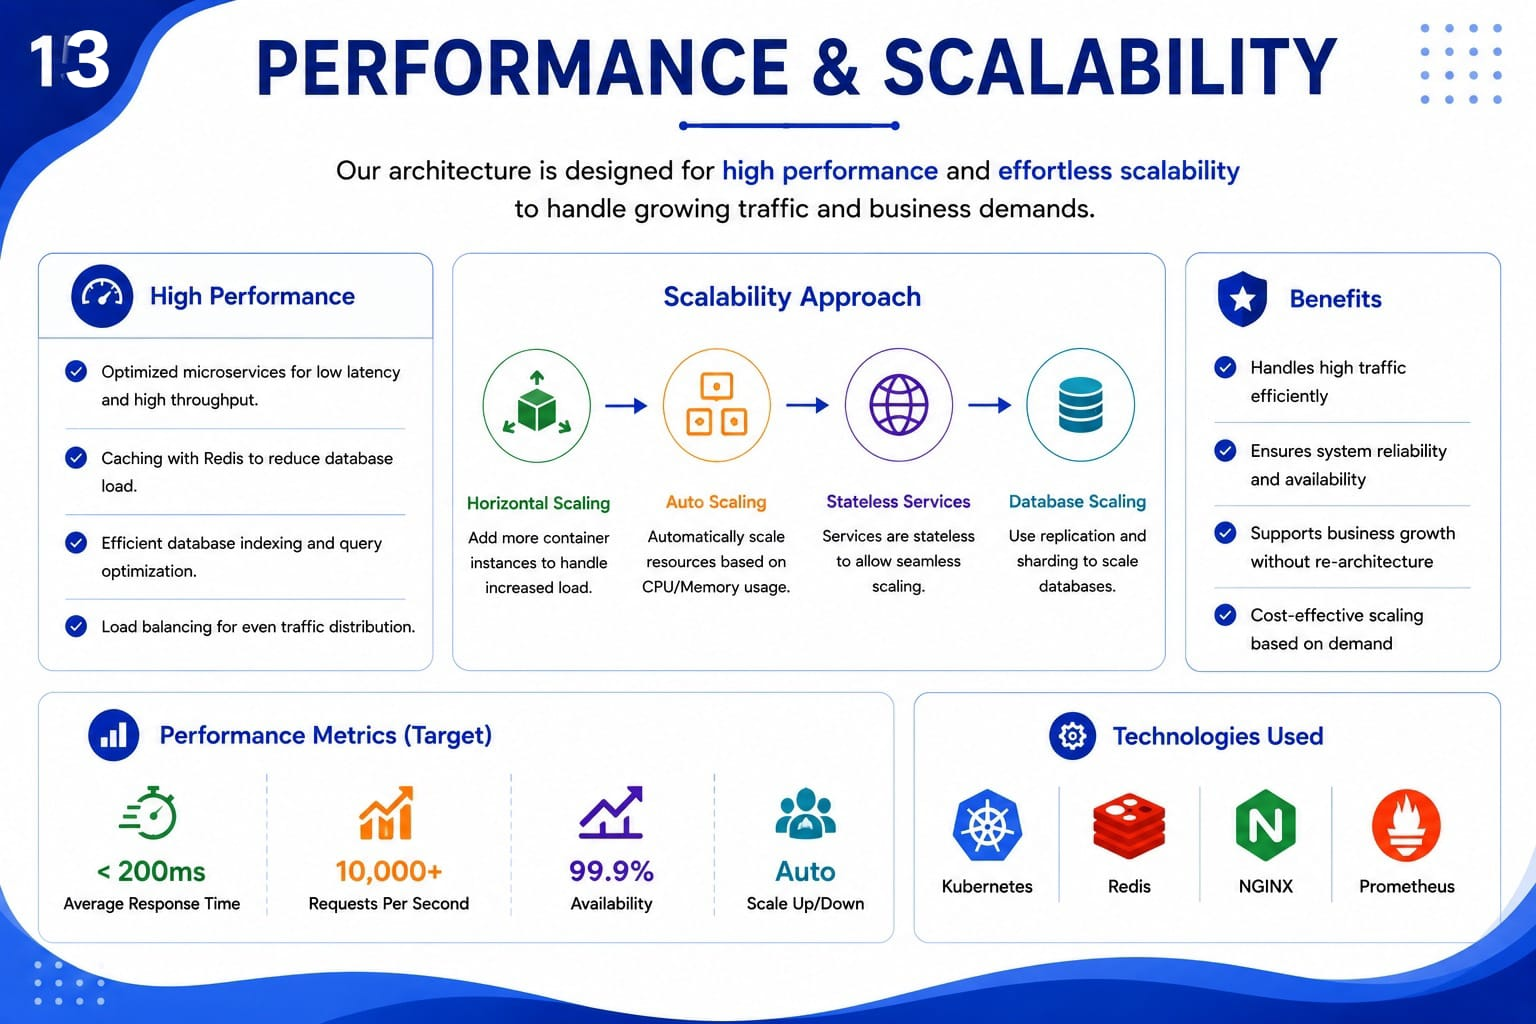 13
PERFORMANCE & SCALABILITY
Our architecture is designed for high performance and effortless scalability
to handle growing traffic and business demands.
High Performance
Optimized microservices for low latency
and high throughput.
Caching with Redis to reduce database
load.
Efficient database indexing and query
optimization.
Load balancing for even traffic distribution.
Scalability Approach
Horizontal Scaling
Add more container
instances to handle
increased load.
Auto Scaling
Automatically scale
resources based on
CPU/Memory usage.
Stateless Services
Services are stateless
to allow seamless
scaling.
Database Scaling
Use replication and
sharding to scale
databases.
Benefits
Handles high traffic
efficiently
Ensures system reliability
and availability
Supports business growth
without re-architecture
Cost-effective scaling
based on demand
Performance Metrics (Target)
< 200ms
Average Response Time
10,000+
Requests Per Second
99.9%
Availability
Auto
Scale Up/Down
Technologies Used
Kubernetes
Redis
N
NGINX
Prometheus